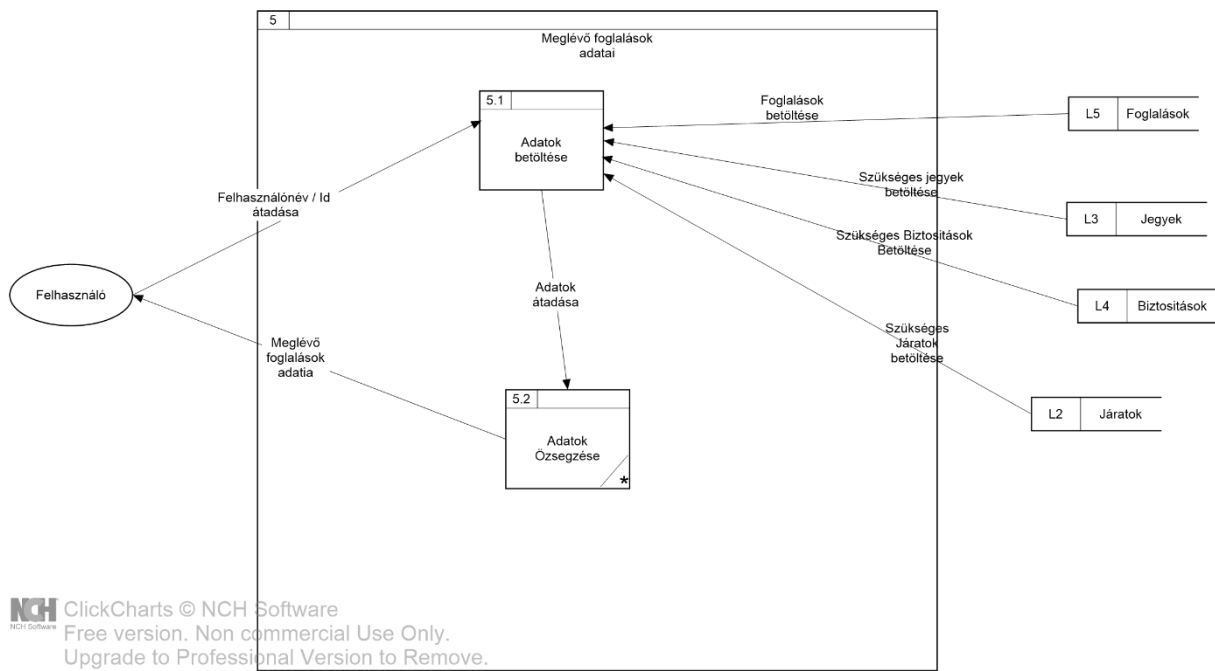 5
Meglévő foglalások
adatai
5.1
Adatok
betöltése
Foglalások
betöltése
L5
Foglalások
Szükséges jegyek
betöltése
Felhasználónév / Id
átadása
L3
Jegyek
Szükséges Biztositások
Betöltése
Felhasználó
Adatok
átadása
L4
Biztositások
Szükséges
Járatok
betöltése
Meglévő
foglalások
adatia
5.2
Adatok
Özsegzése
*
L2
Járatok
NCH
NCH Software
ClickCharts © NCH Software
Free version. Non commercial Use Only.
Upgrade to Professional Version to Remove.